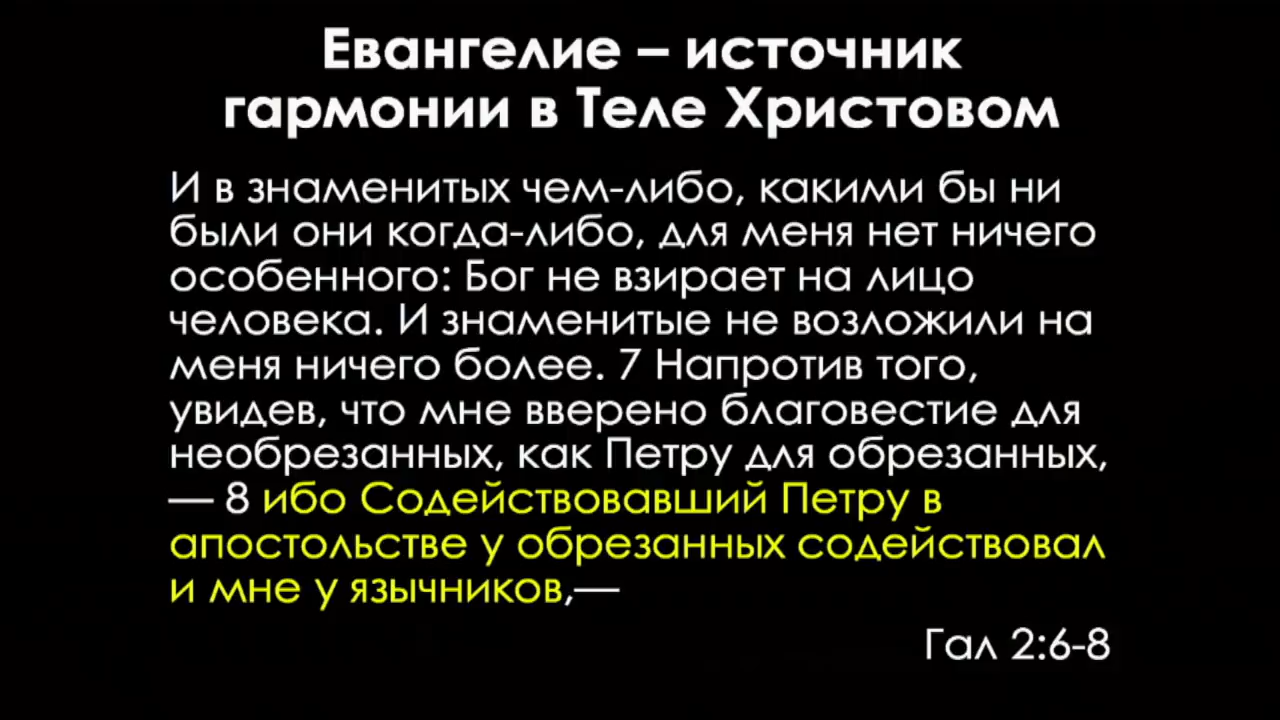 Евангелие – источник
гармонии в Теле Христовом
И в знаменитых чем-либо, какими бы ни
были они когда-либо, для меня нет ничего
особенного: Бог не взирает на лицо
человека. И знаменитые не возложили на
меня ничего более. 7 Напротив того,
увидев, что мне вверено благовестие для
необрезанных, как Петру для обрезанных,
— 8 ибо Содействовавший Петру в
апостольстве у обрезанных содействовал
и мне у язычников,—
Гал 2:6-8